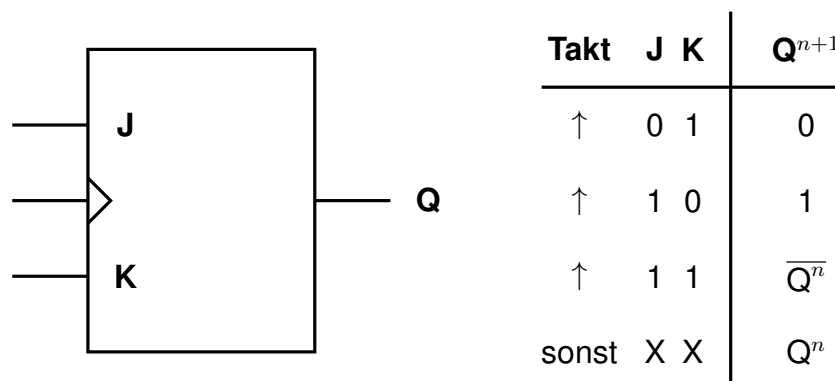 J
K
Q
Takt J K Qⁿ⁺¹
↑ 0 1 0
↑ 1 0 1
↑ 1 1 Q̅ⁿ̅
sonst X X Qⁿ